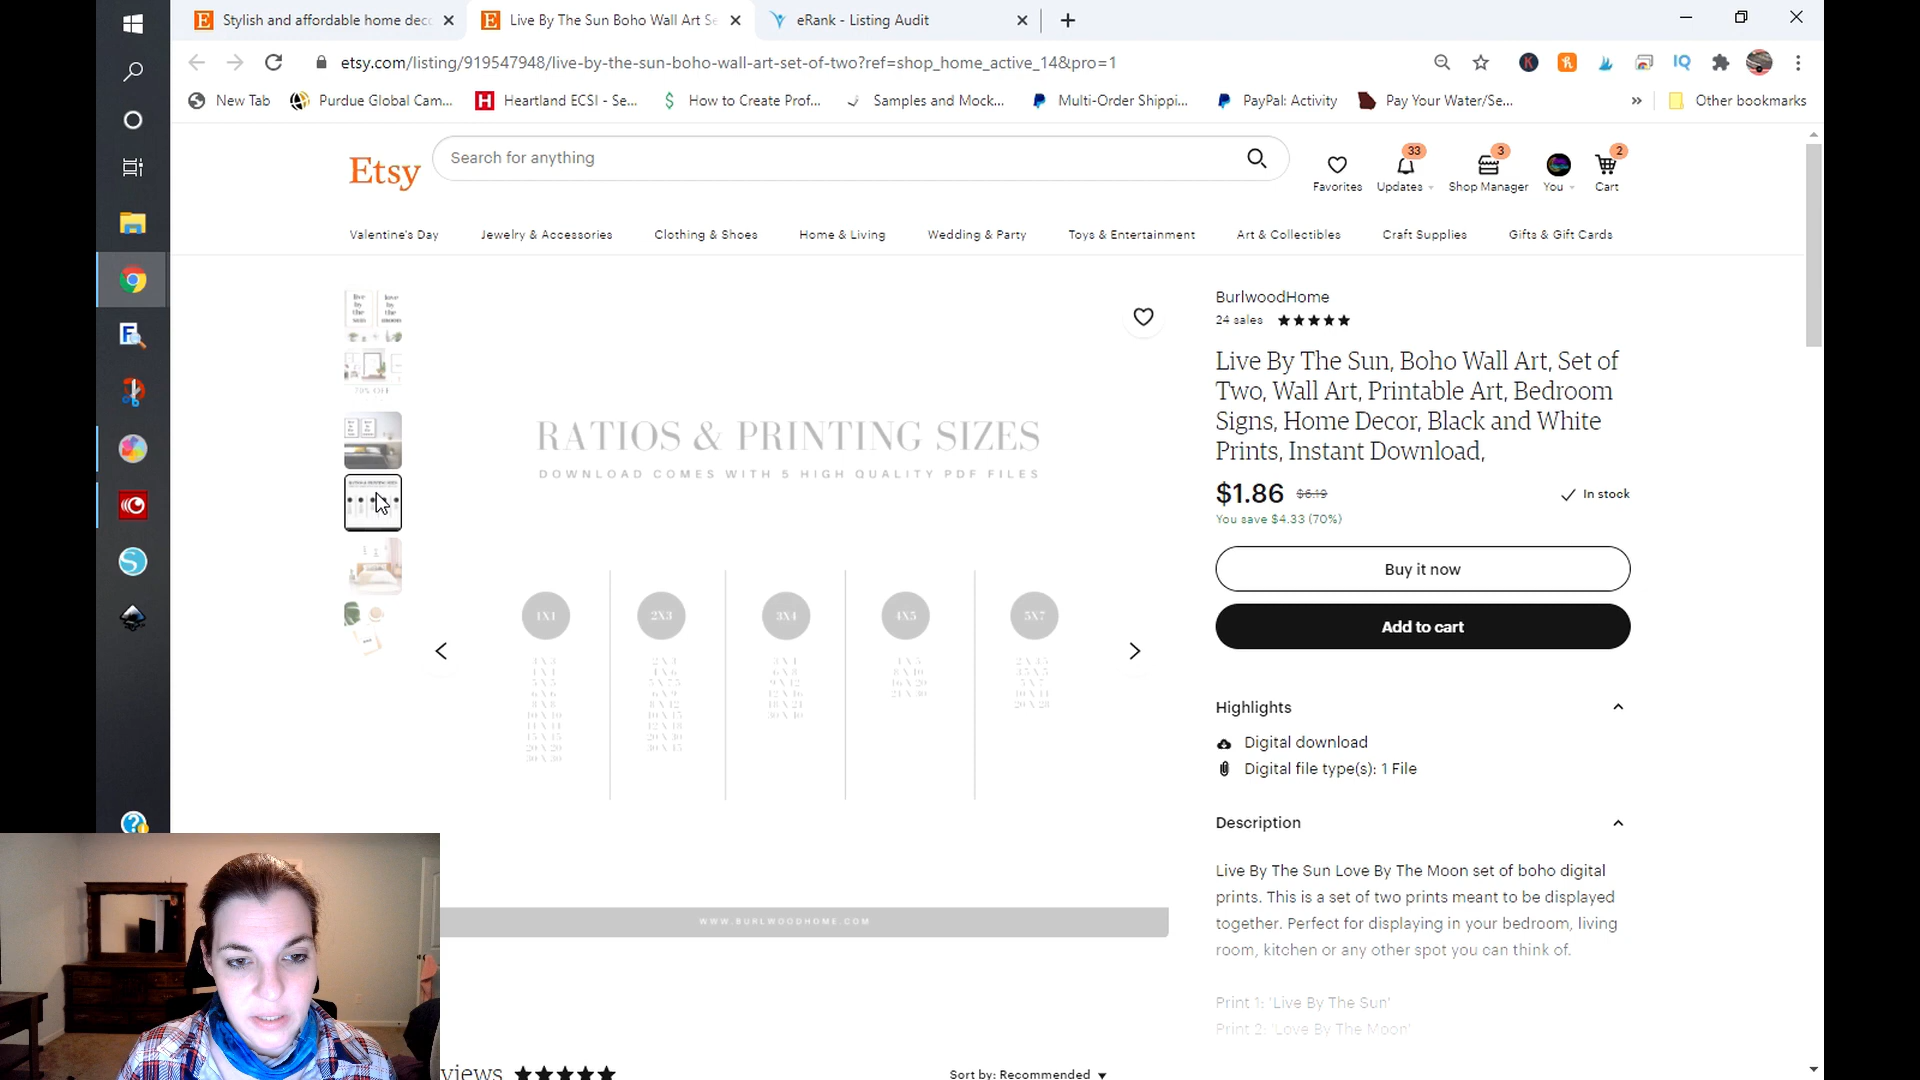 Stylish and affordable home dec
Live By The Sun Boho Wall Art Se
eRank - Listing Audit
etsy.com/listing/919547948/live-by-the-sun-boho-wall-art-set-of-two?ref=shop_home_active_14&pro=1
New Tab
Purdue Global Cam...
Heartland ECSI - Se...
How to Create Prof...
Samples and Mock...
Multi-Order Shippi...
PayPal: Activity
Pay Your Water/Se...
Other bookmarks
Etsy
Search for anything
33
3
2
Favorites
Updates
Shop Manager
You
Cart
Valentine's Day
Jewelry & Accessories
Clothing & Shoes
Home & Living
Wedding & Party
Toys & Entertainment
Art & Collectibles
Craft Supplies
Gifts & Gift Cards
live by the sun
love by the moon
70% OFF
RATIOS & PRINTING SIZES
DOWNLOAD COMES WITH 5 HIGH QUALITY PDF FILES
1X1
2X3
3X4
4X5
5X7
WWW.BURLWOODHOME.COM
BurlwoodHome
24 sales
Live By The Sun, Boho Wall Art, Set of
Two, Wall Art, Printable Art, Bedroom
Signs, Home Decor, Black and White
Prints, Instant Download,
$1.86 $6.19
In stock
You save $4.33 (70%)
Buy it now
Add to cart
Highlights
Digital download
Digital file type(s): 1 File
Description
Live By The Sun Love By The Moon set of boho digital
prints. This is a set of two prints meant to be displayed
together. Perfect for displaying in your bedroom, living
room, kitchen or any other spot you can think of.
Print 1: 'Live By The Sun'
Print 2: 'Love By The Moon'
views
Sort by: Recommended